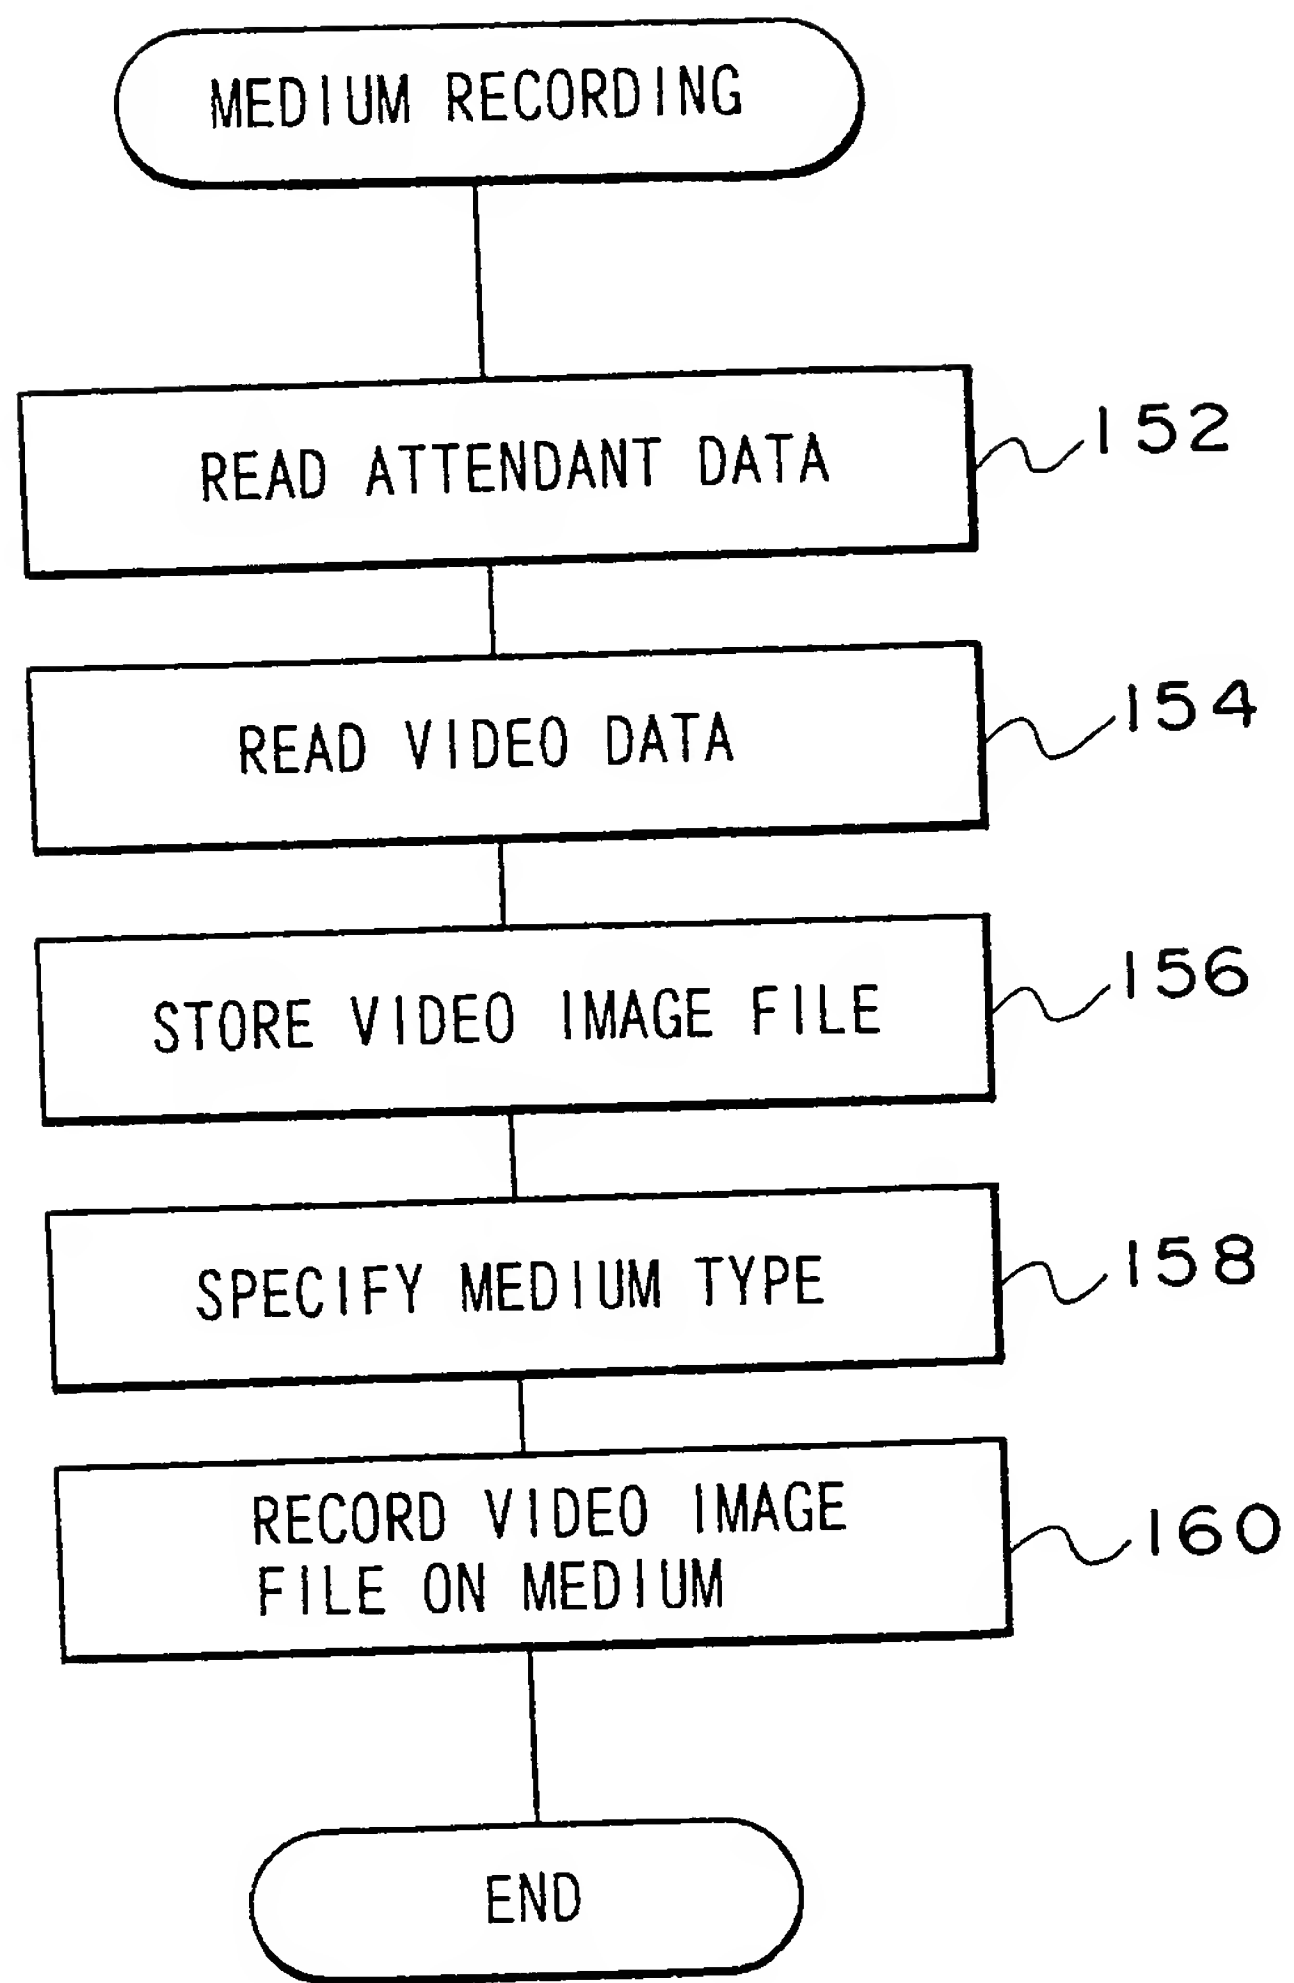 MEDIUM RECORDING
READ ATTENDANT DATA
152
READ VIDEO DATA
154
STORE VIDEO IMAGE FILE
156
SPECIFY MEDIUM TYPE
158
RECORD VIDEO IMAGE
FILE ON MEDIUM
160
END